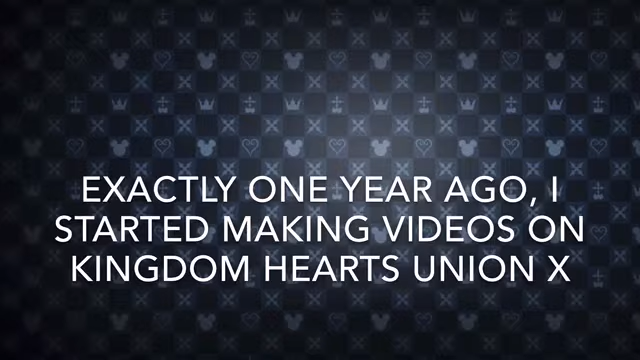 EXACTLY ONE YEAR AGO, I
STARTED MAKING VIDEOS ON
KINGDOM HEARTS UNION X